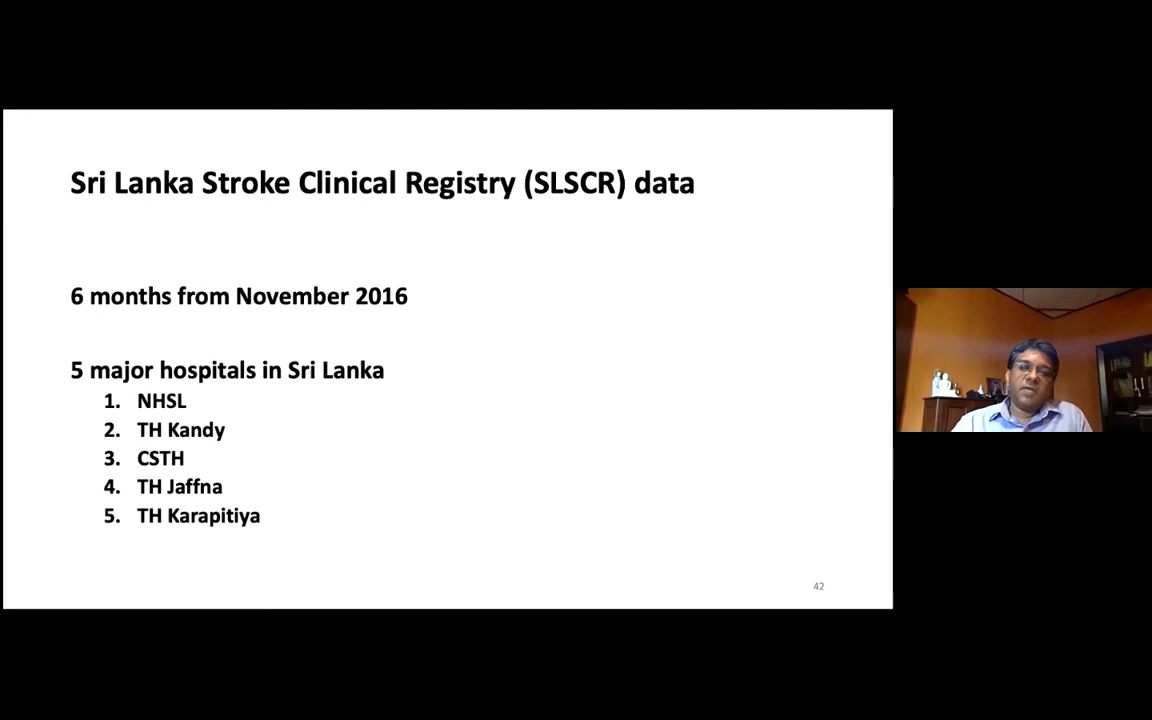 Sri Lanka Stroke Clinical Registry (SLSCR) data
6 months from November 2016
5 major hospitals in Sri Lanka
1. NHSL
2. TH Kandy
3. CSTH
4. TH Jaffna
5. TH Karapitiya
42